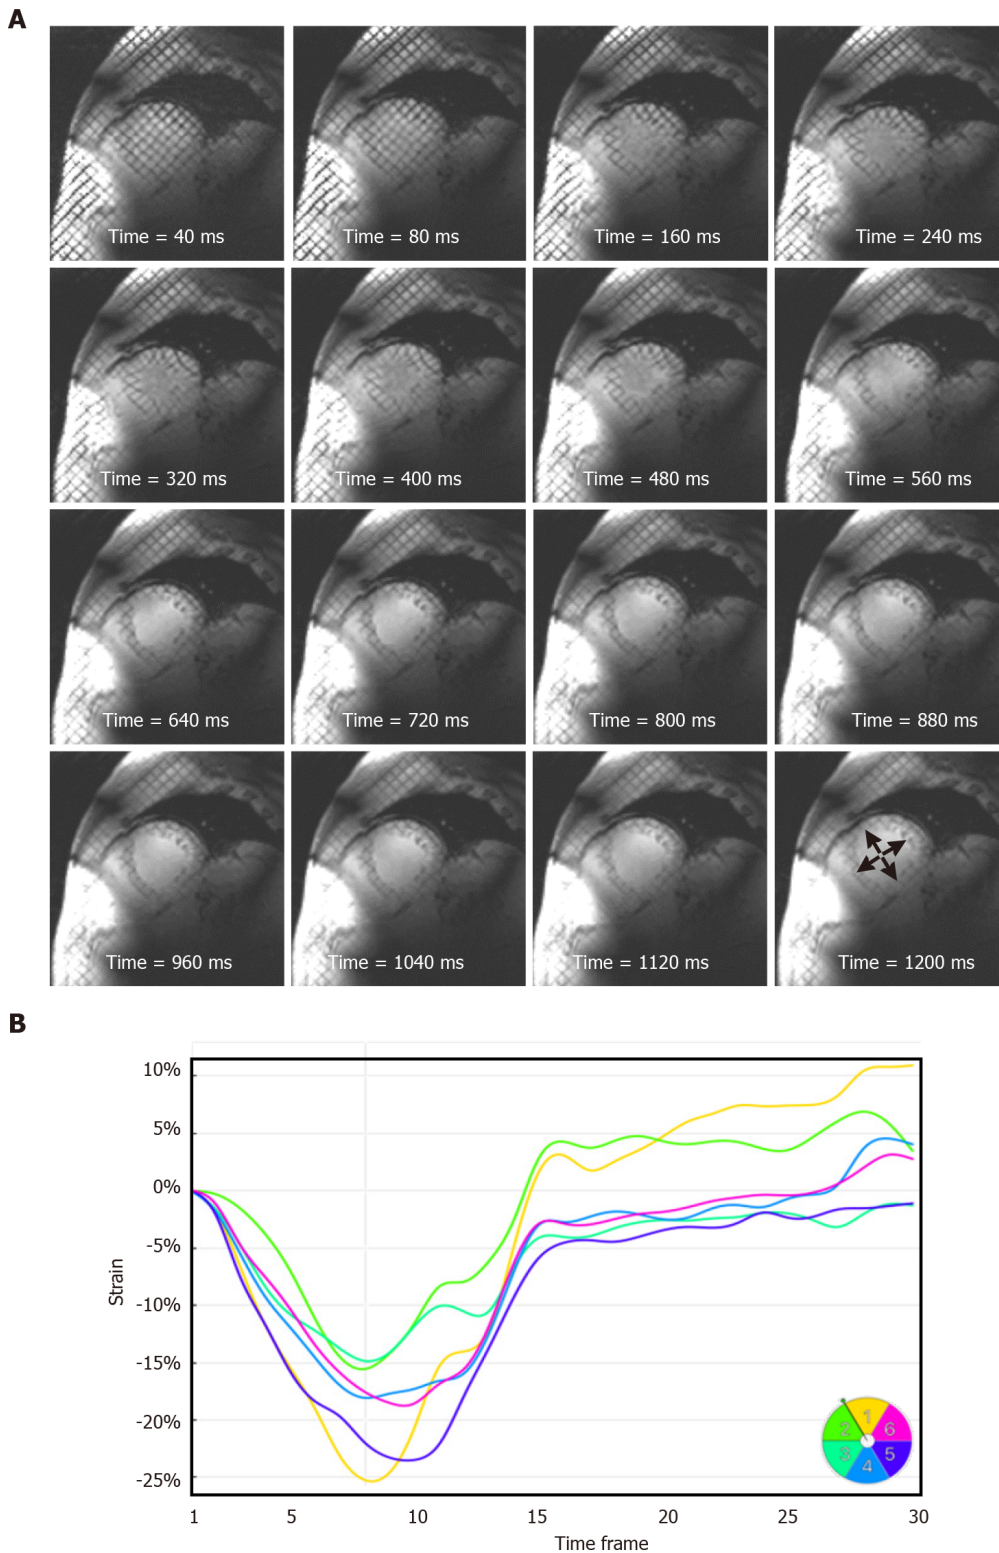 A
Time = 40 ms
Time = 80 ms
Time = 160 ms
Time = 240 ms
Time = 320 ms
Time = 400 ms
Time = 480 ms
Time = 560 ms
Time = 640 ms
Time = 720 ms
Time = 800 ms
Time = 880 ms
Time = 960 ms
Time = 1040 ms
Time = 1120 ms
Time = 1200 ms
B
10%
5%
0%
-5%
-10%
-15%
-20%
-25%
Strain
1
2
6
3
5
4
1 5 10 15 20 25 30
Time frame